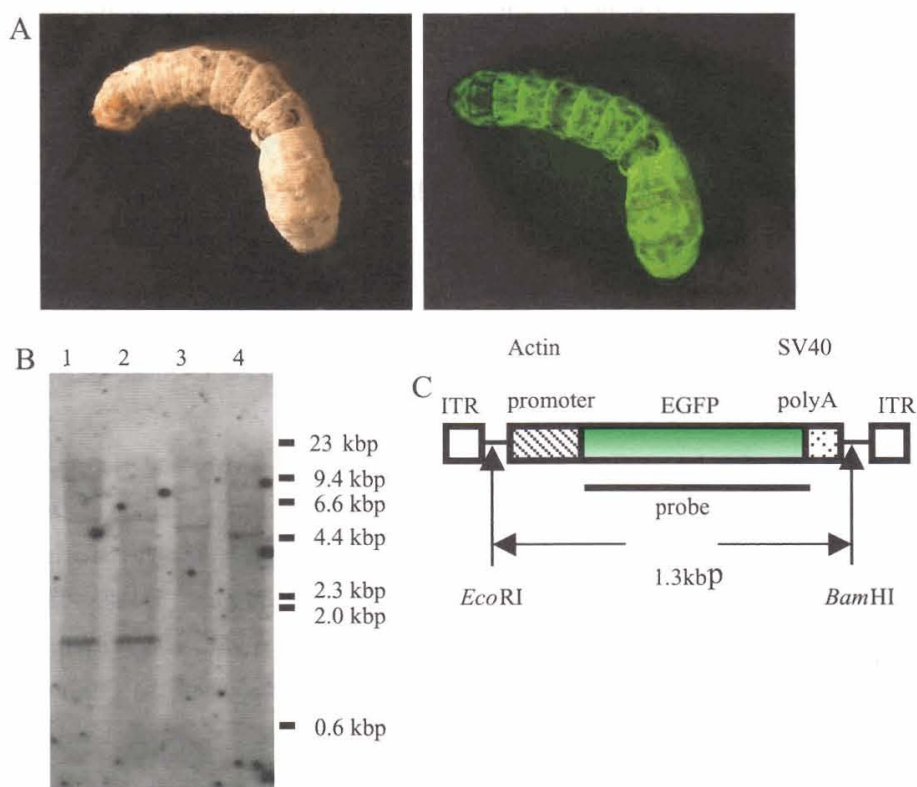 A
B
1 2 3 4
23 kbp
9.4 kbp
6.6 kbp
4.4 kbp
2.3 kbp
2.0 kbp
0.6 kbp
C
Actin SV40
ITR promoter EGFP polyA ITR
probe
1.3kbp
EcoRI BamHI